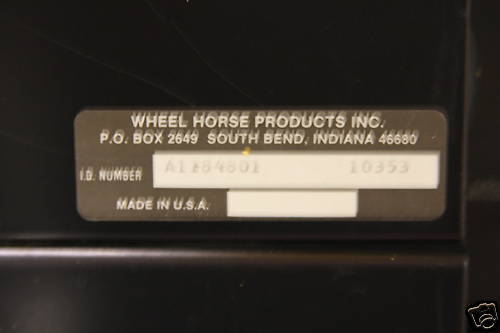 WHEEL HORSE PRODUCTS INC.
P.O. BOX 2649 SOUTH BEND, INDIANA 46680
I.D. NUMBER 10353
MADE IN U.S.A.